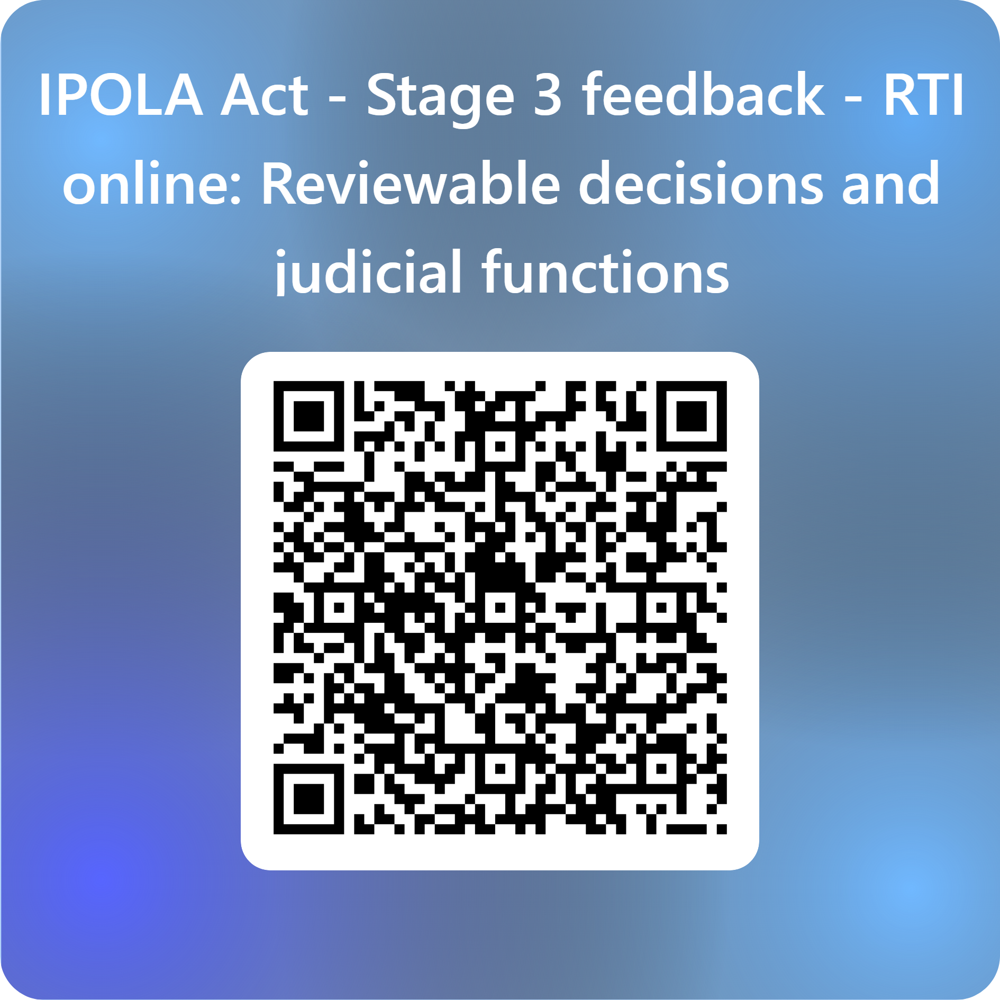 IPOLA Act - Stage 3 feedback - RTI
online: Reviewable decisions and
judicial functions